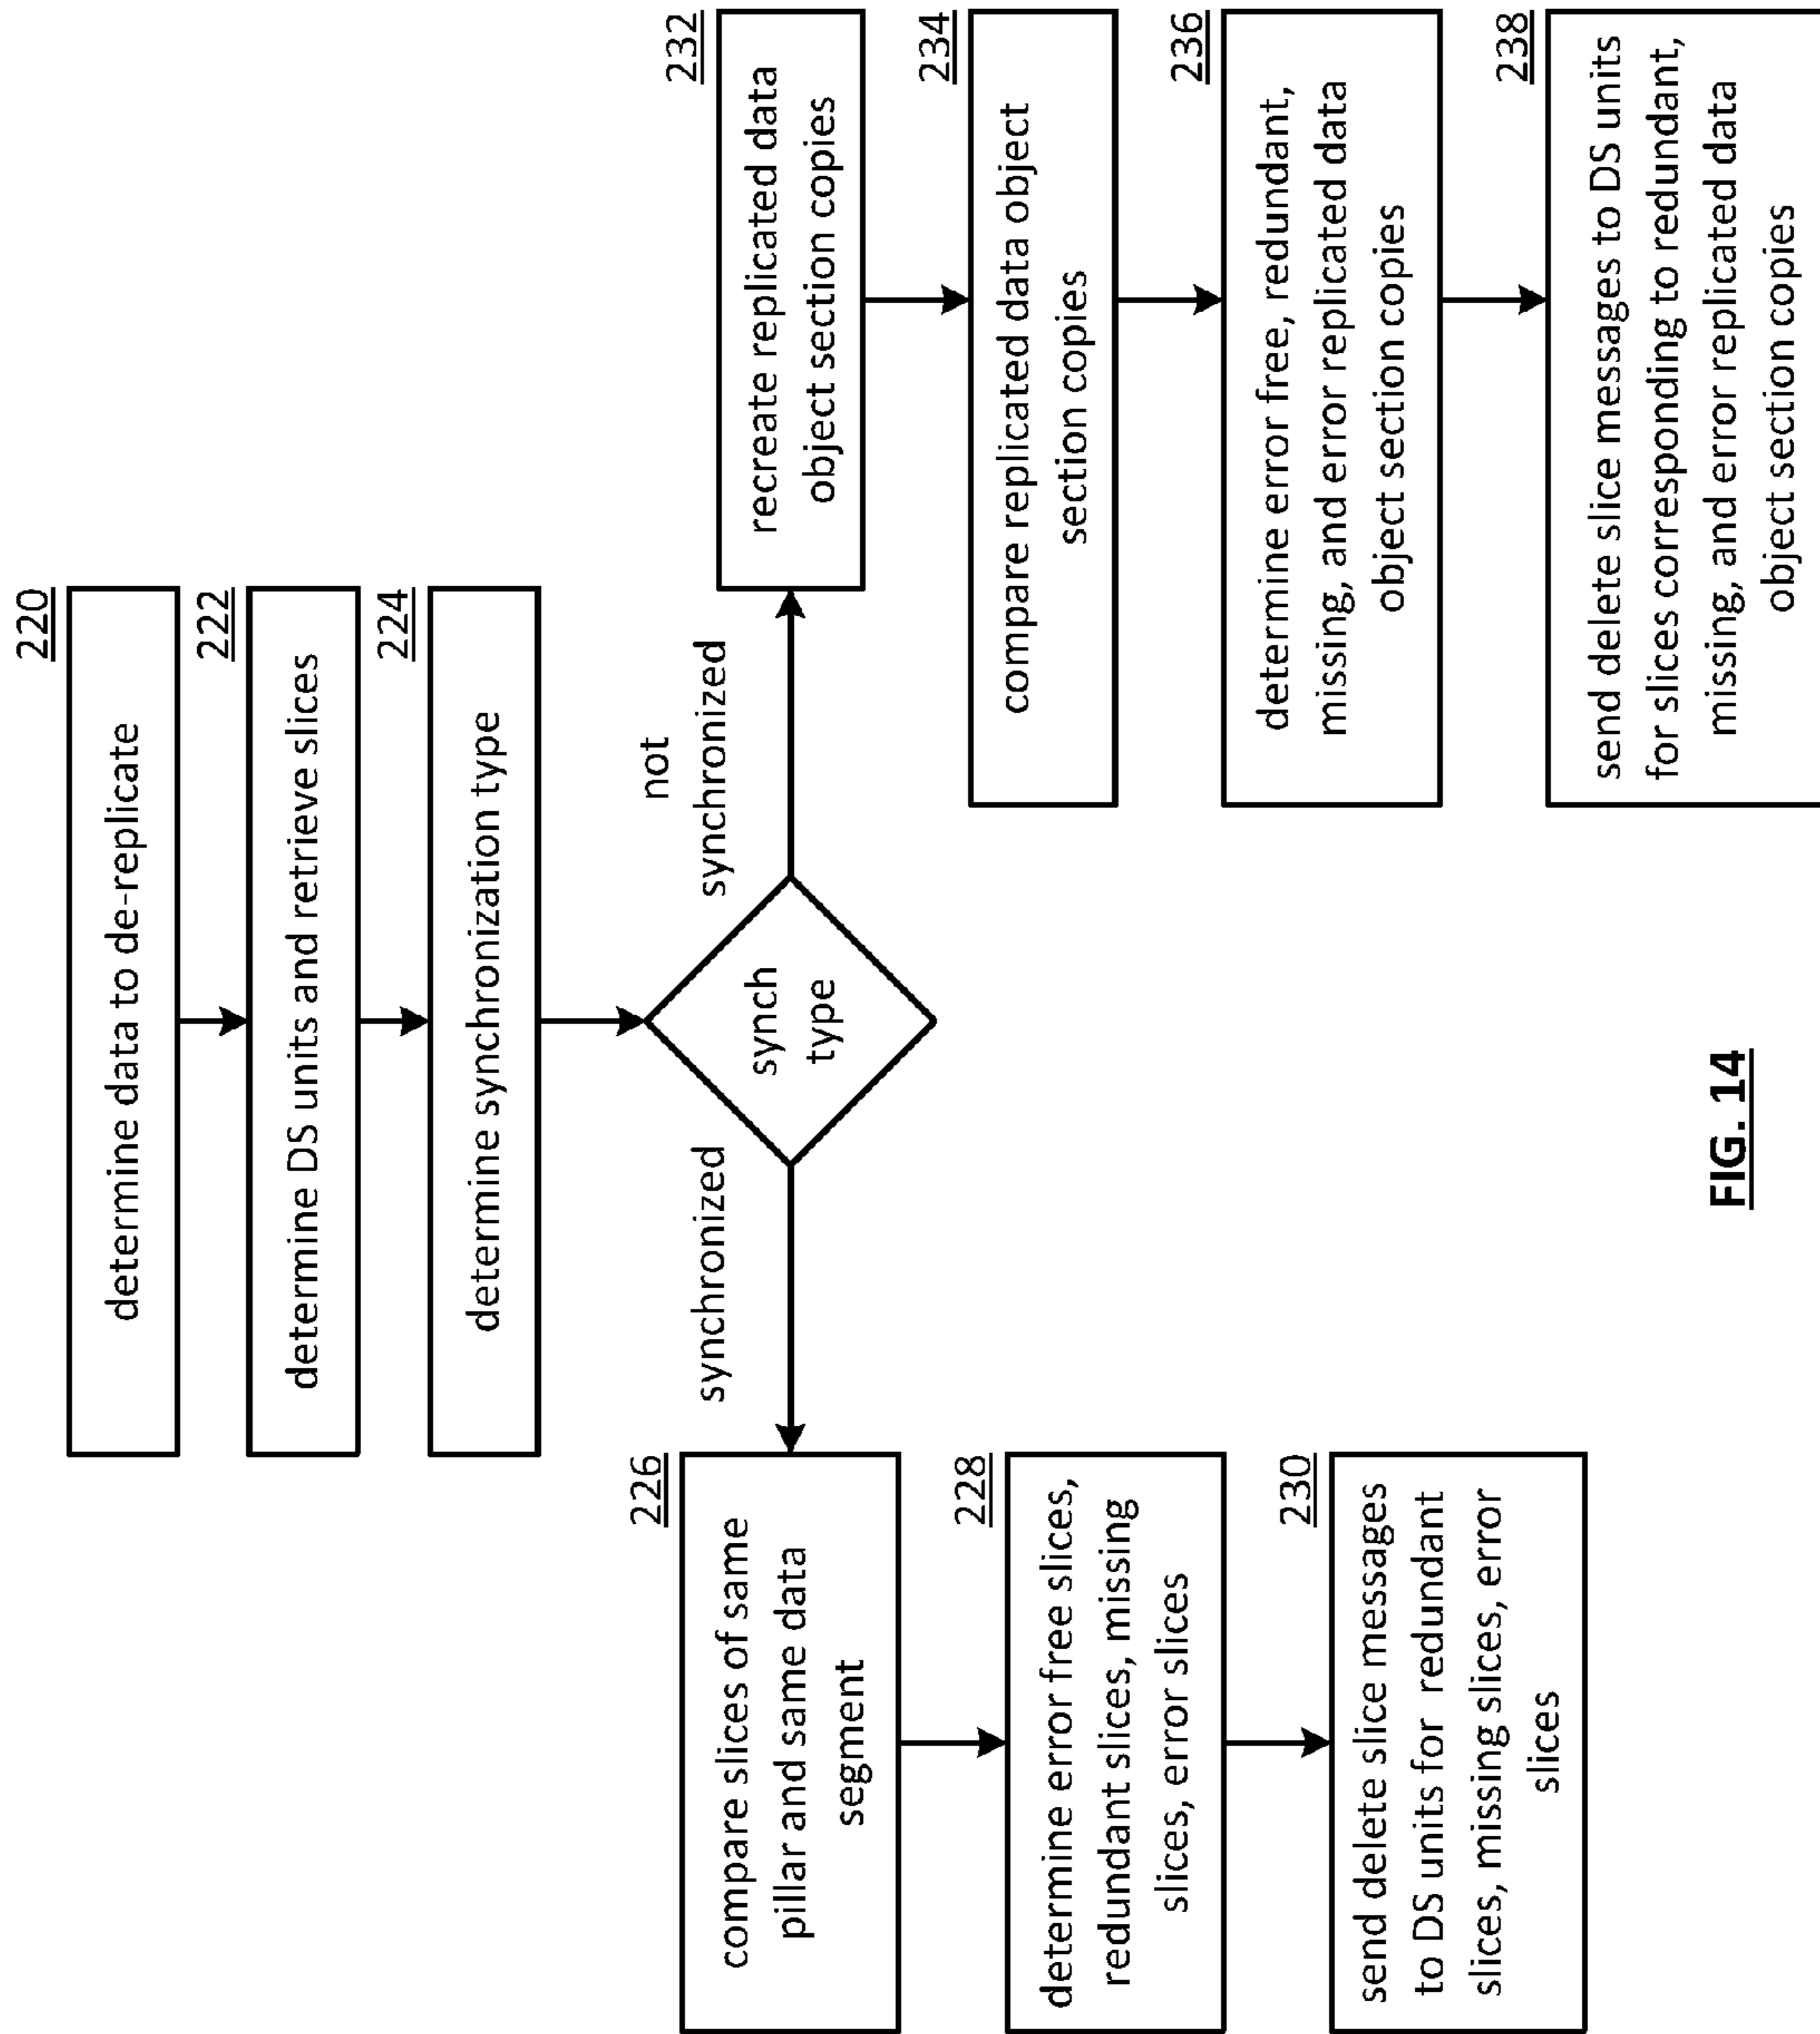 220
determine data to de-replicate
222
determine DS units and retrieve slices
224
determine synchronization type
synch
type
synchronized
not
synchronized
226
compare slices of same
pillar and same data
segment
228
determine error free slices,
redundant slices, missing
slices, error slices
230
send delete slice messages
to DS units for redundant
slices, missing slices, error
slices
232
recreate replicated data
object section copies
234
compare replicated data object
section copies
236
determine error free, redundant,
missing, and error replicated data
object section copies
238
send delete slice messages to DS units
for slices corresponding to redundant,
missing, and error replicated data
object section copies
FIG. 14